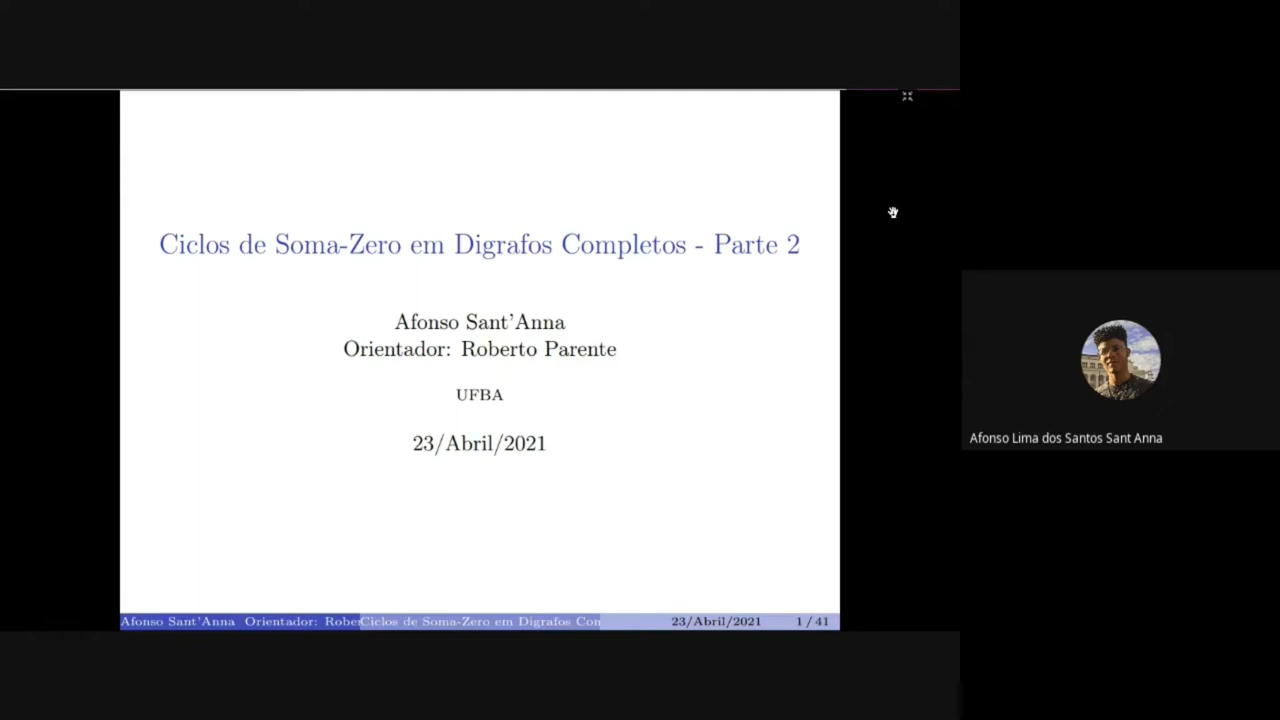 Ciclos de Soma-Zero em Digrafos Completos - Parte 2
Afonso Sant'Anna
Orientador: Roberto Parente
UFBA
23/Abril/2021
Afonso Lima dos Santos Sant Anna
Afonso Sant'Anna Orientador: Rober Ciclos de Soma-Zero em Digrafos Con 23/Abril/2021 1 / 41